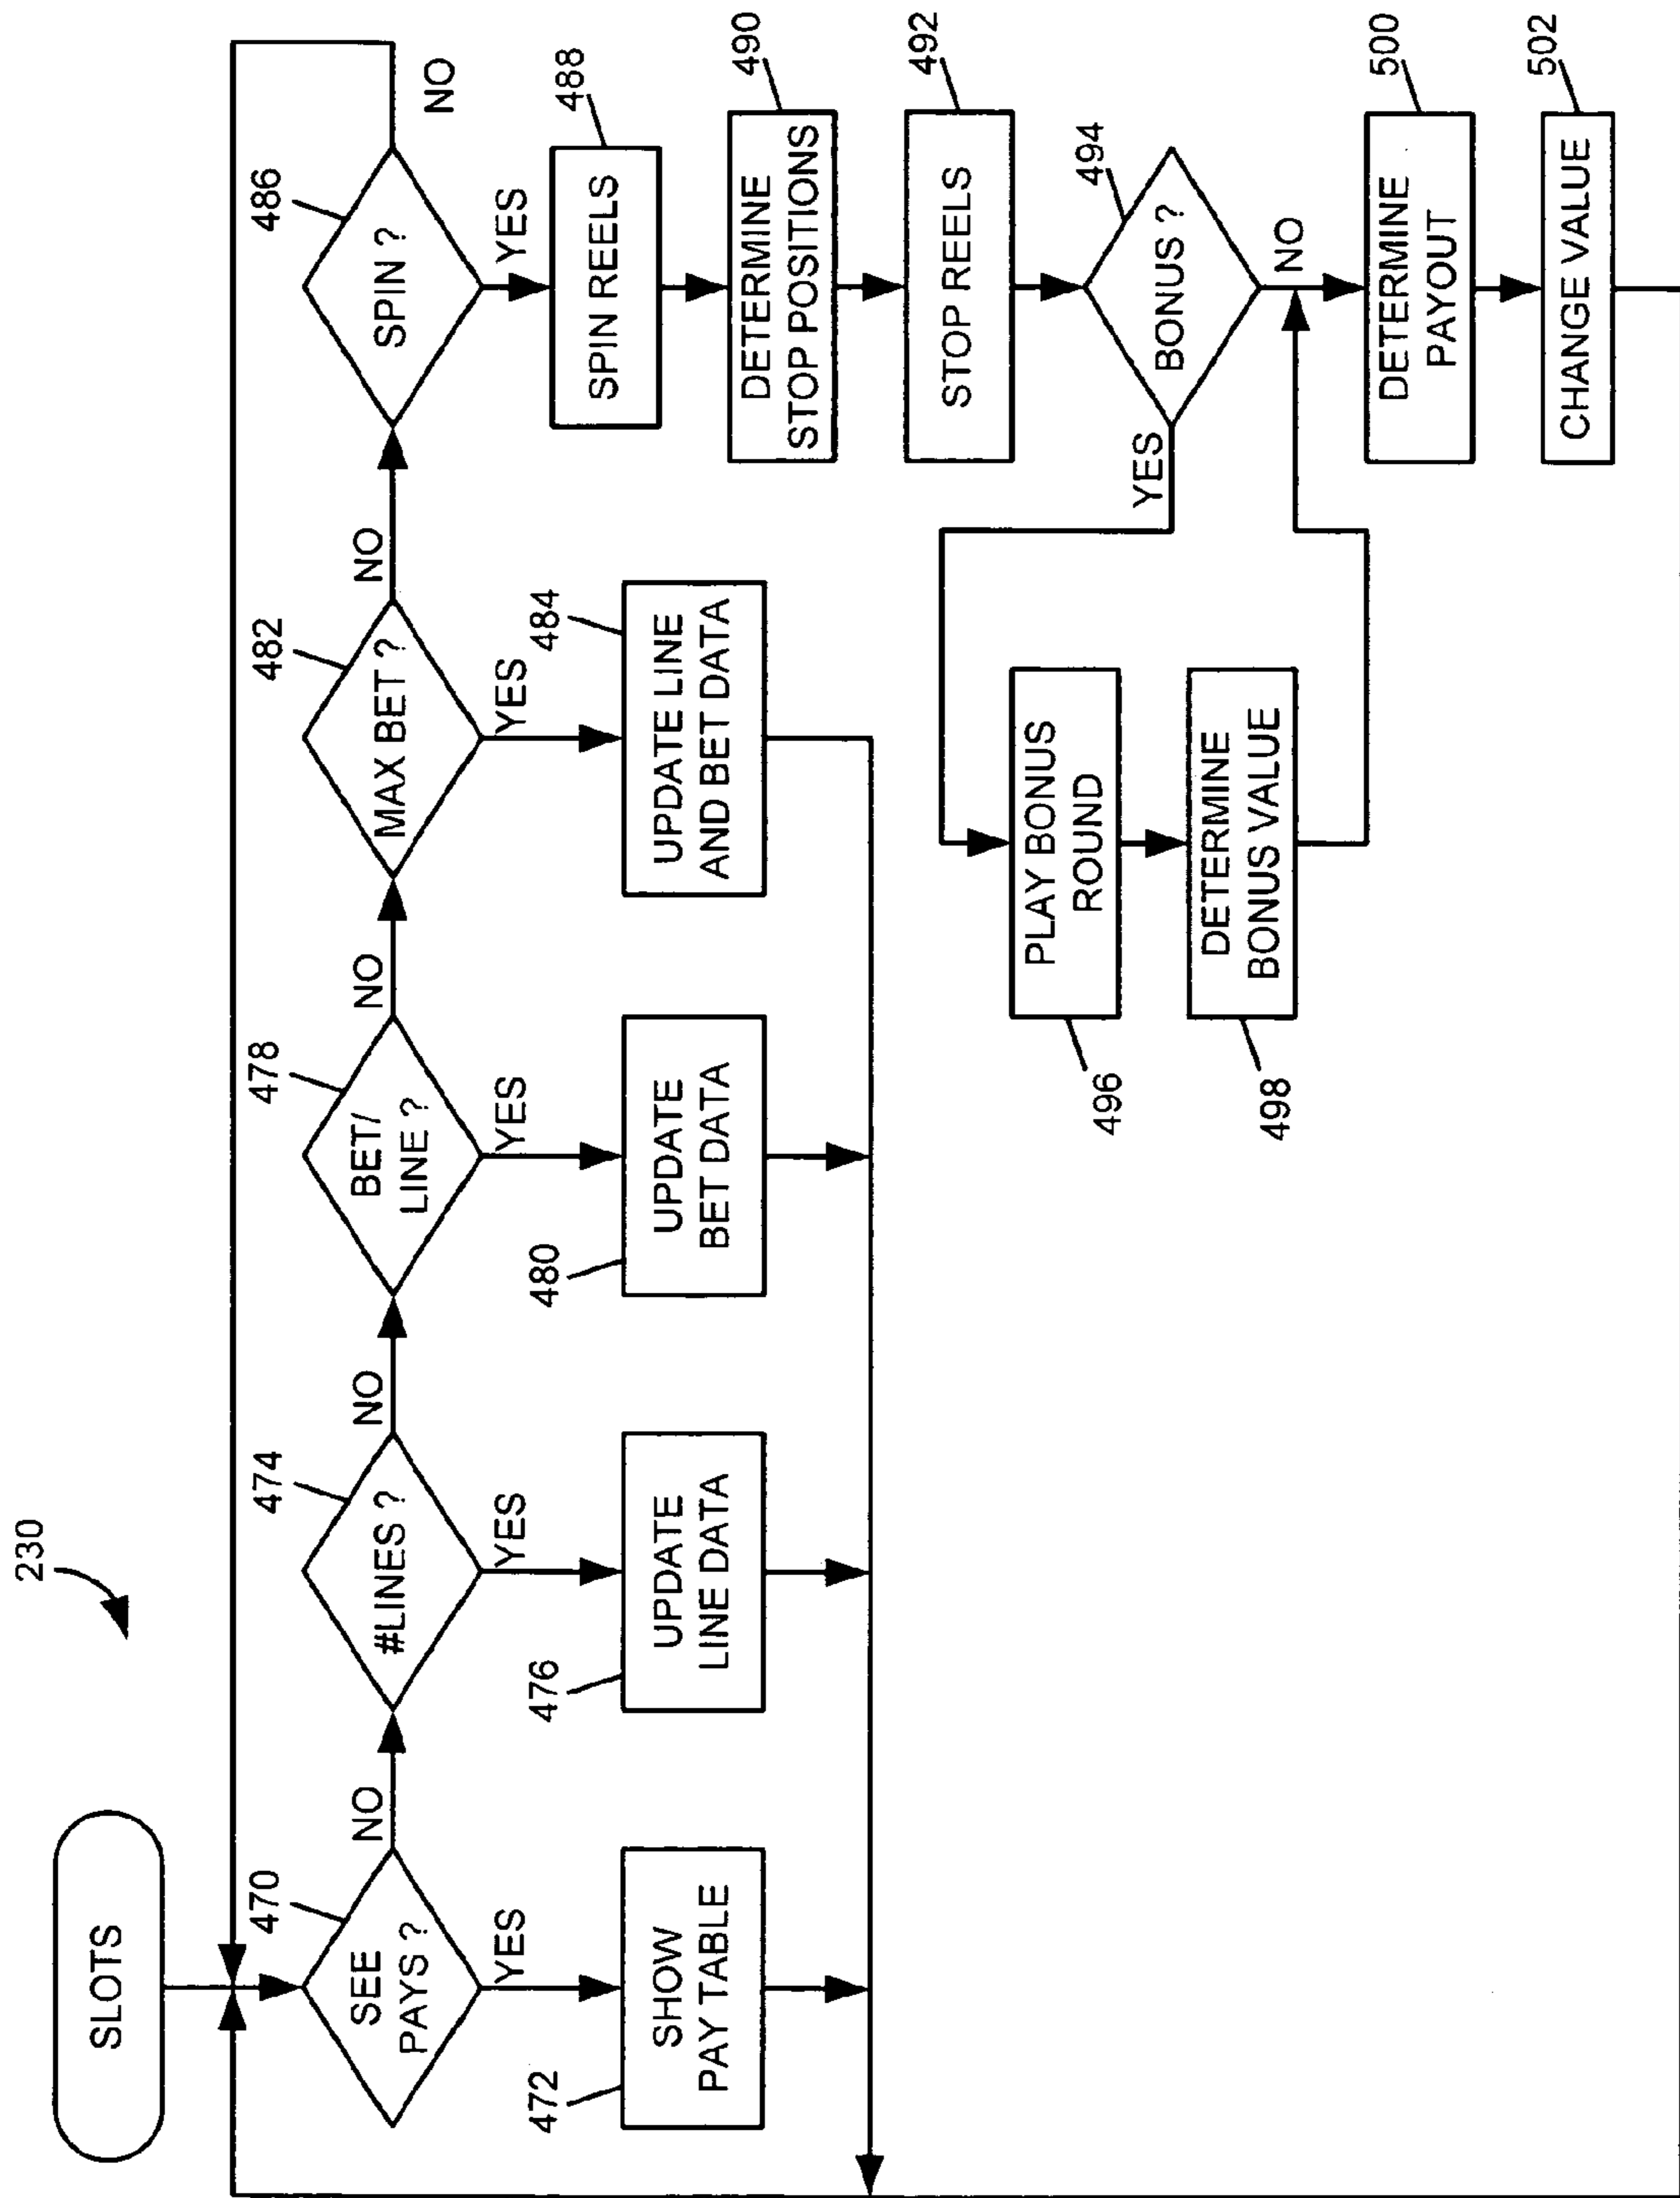 230
SLOTS
470
SEE
PAYS ?
NO
YES
472
SHOW
PAY TABLE
474
#LINES ?
NO
YES
476
UPDATE
LINE DATA
478
BET/
LINE ?
NO
YES
480
UPDATE
BET DATA
482
MAX BET ?
NO
YES
484
UPDATE LINE
AND BET DATA
486
SPIN ?
NO
YES
488
SPIN REELS
490
DETERMINE
STOP POSITIONS
492
STOP REELS
494
BONUS ?
YES
NO
496
PLAY BONUS
ROUND
498
DETERMINE
BONUS VALUE
500
DETERMINE
PAYOUT
502
CHANGE VALUE